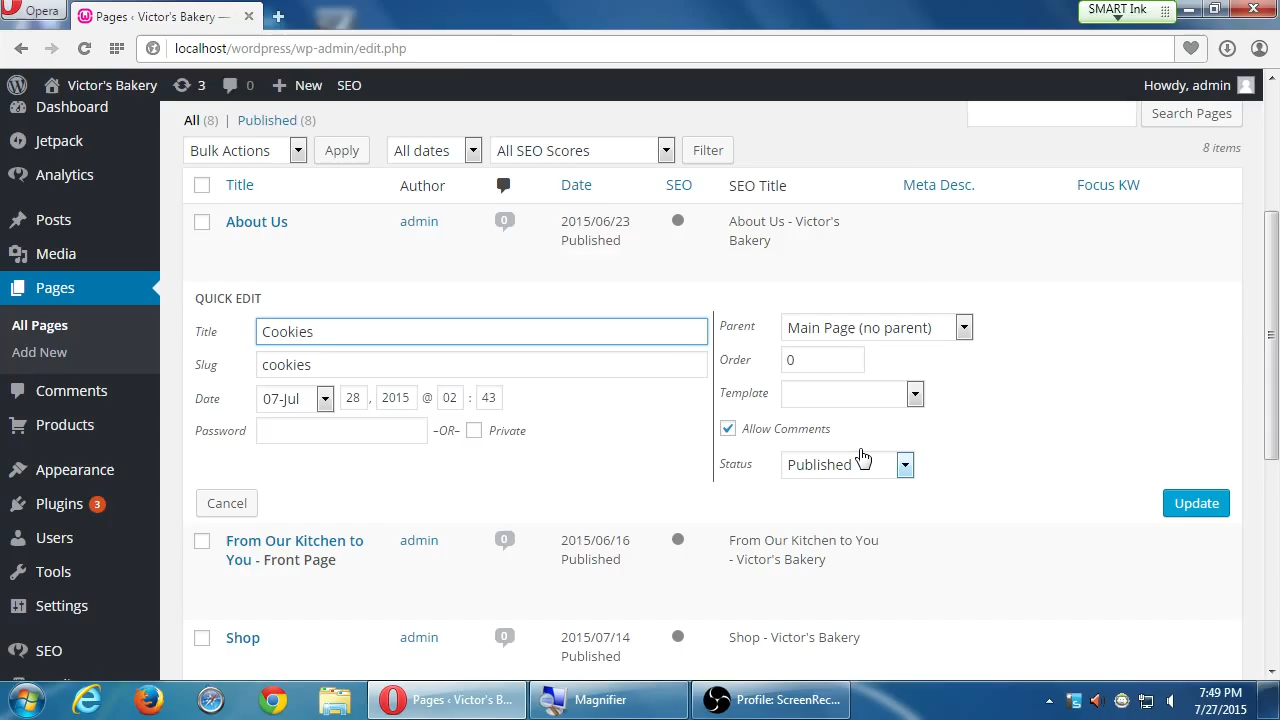 Opera
Pages ‹ Victor's Bakery —
SMART Ink
localhost/wordpress/wp-admin/edit.php
Victor's Bakery
3
0
New
SEO
Howdy, admin
Dashboard
Jetpack
Analytics
Posts
Media
Pages
All Pages
Add New
Comments
Products
Appearance
Plugins 3
Users
Tools
Settings
SEO
All (8) | Published (8)
Search Pages
Bulk Actions
Apply
All dates
All SEO Scores
Filter
8 items
Title
Author
Date
SEO
SEO Title
Meta Desc.
Focus KW
About Us
admin
0
2015/06/23
Published
About Us - Victor's
Bakery
QUICK EDIT
Title Cookies
Slug cookies
Date 07-Jul 28 , 2015 @ 02 : 43
Password –OR– Private
Parent Main Page (no parent)
Order 0
Template
Allow Comments
Status Published
Cancel
Update
From Our Kitchen to
You - Front Page
admin
0
2015/06/16
Published
From Our Kitchen to You
- Victor's Bakery
Shop
admin
0
2015/07/14
Published
Shop - Victor's Bakery
Pages ‹ Victor's B...
Magnifier
Profile: ScreenRec...
7:49 PM
7/27/2015